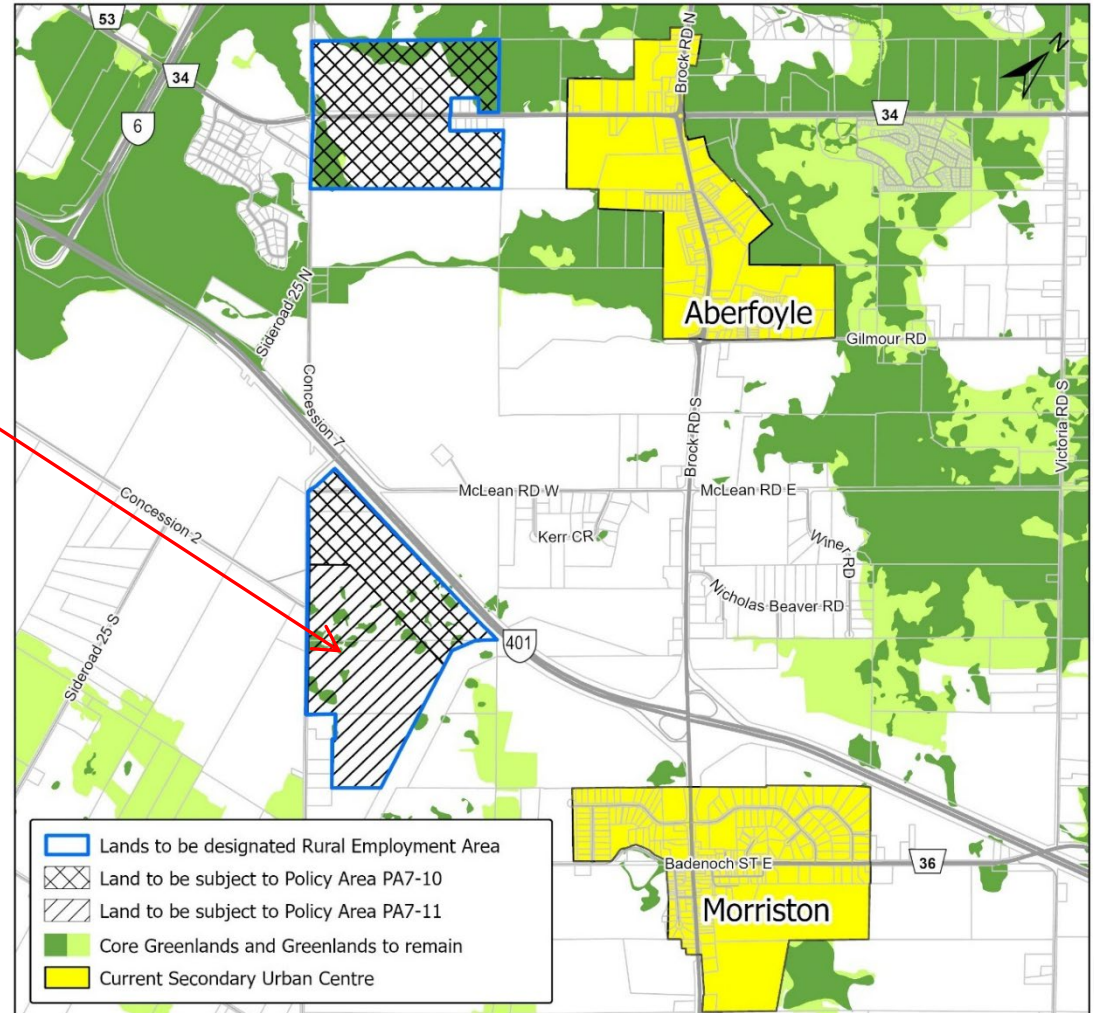 53
Brock RD N
N
34
6
34
Aberfoyle
Gilmour RD
Sideroad 25 N
Concession 7
Brock RD S
Victoria RD S
Concession 2
McLean RD W
McLean RD E
Kerr CR
Winer RD
Nicholas Beaver RD
Sideroad 25 S
401
Lands to be designated Rural Employment Area
Land to be subject to Policy Area PA7-10
Land to be subject to Policy Area PA7-11
Core Greenlands and Greenlands to remain
Current Secondary Urban Centre
Badenoch ST E
36
Morriston